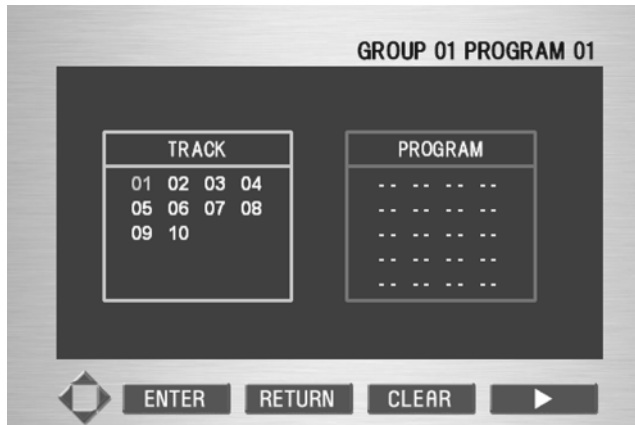 GROUP 01 PROGRAM 01
TRACK
01 02 03 04
05 06 07 08
09 10
PROGRAM
-- -- -- --
-- -- -- --
-- -- -- --
-- -- -- --
-- -- -- --
ENTER RETURN CLEAR